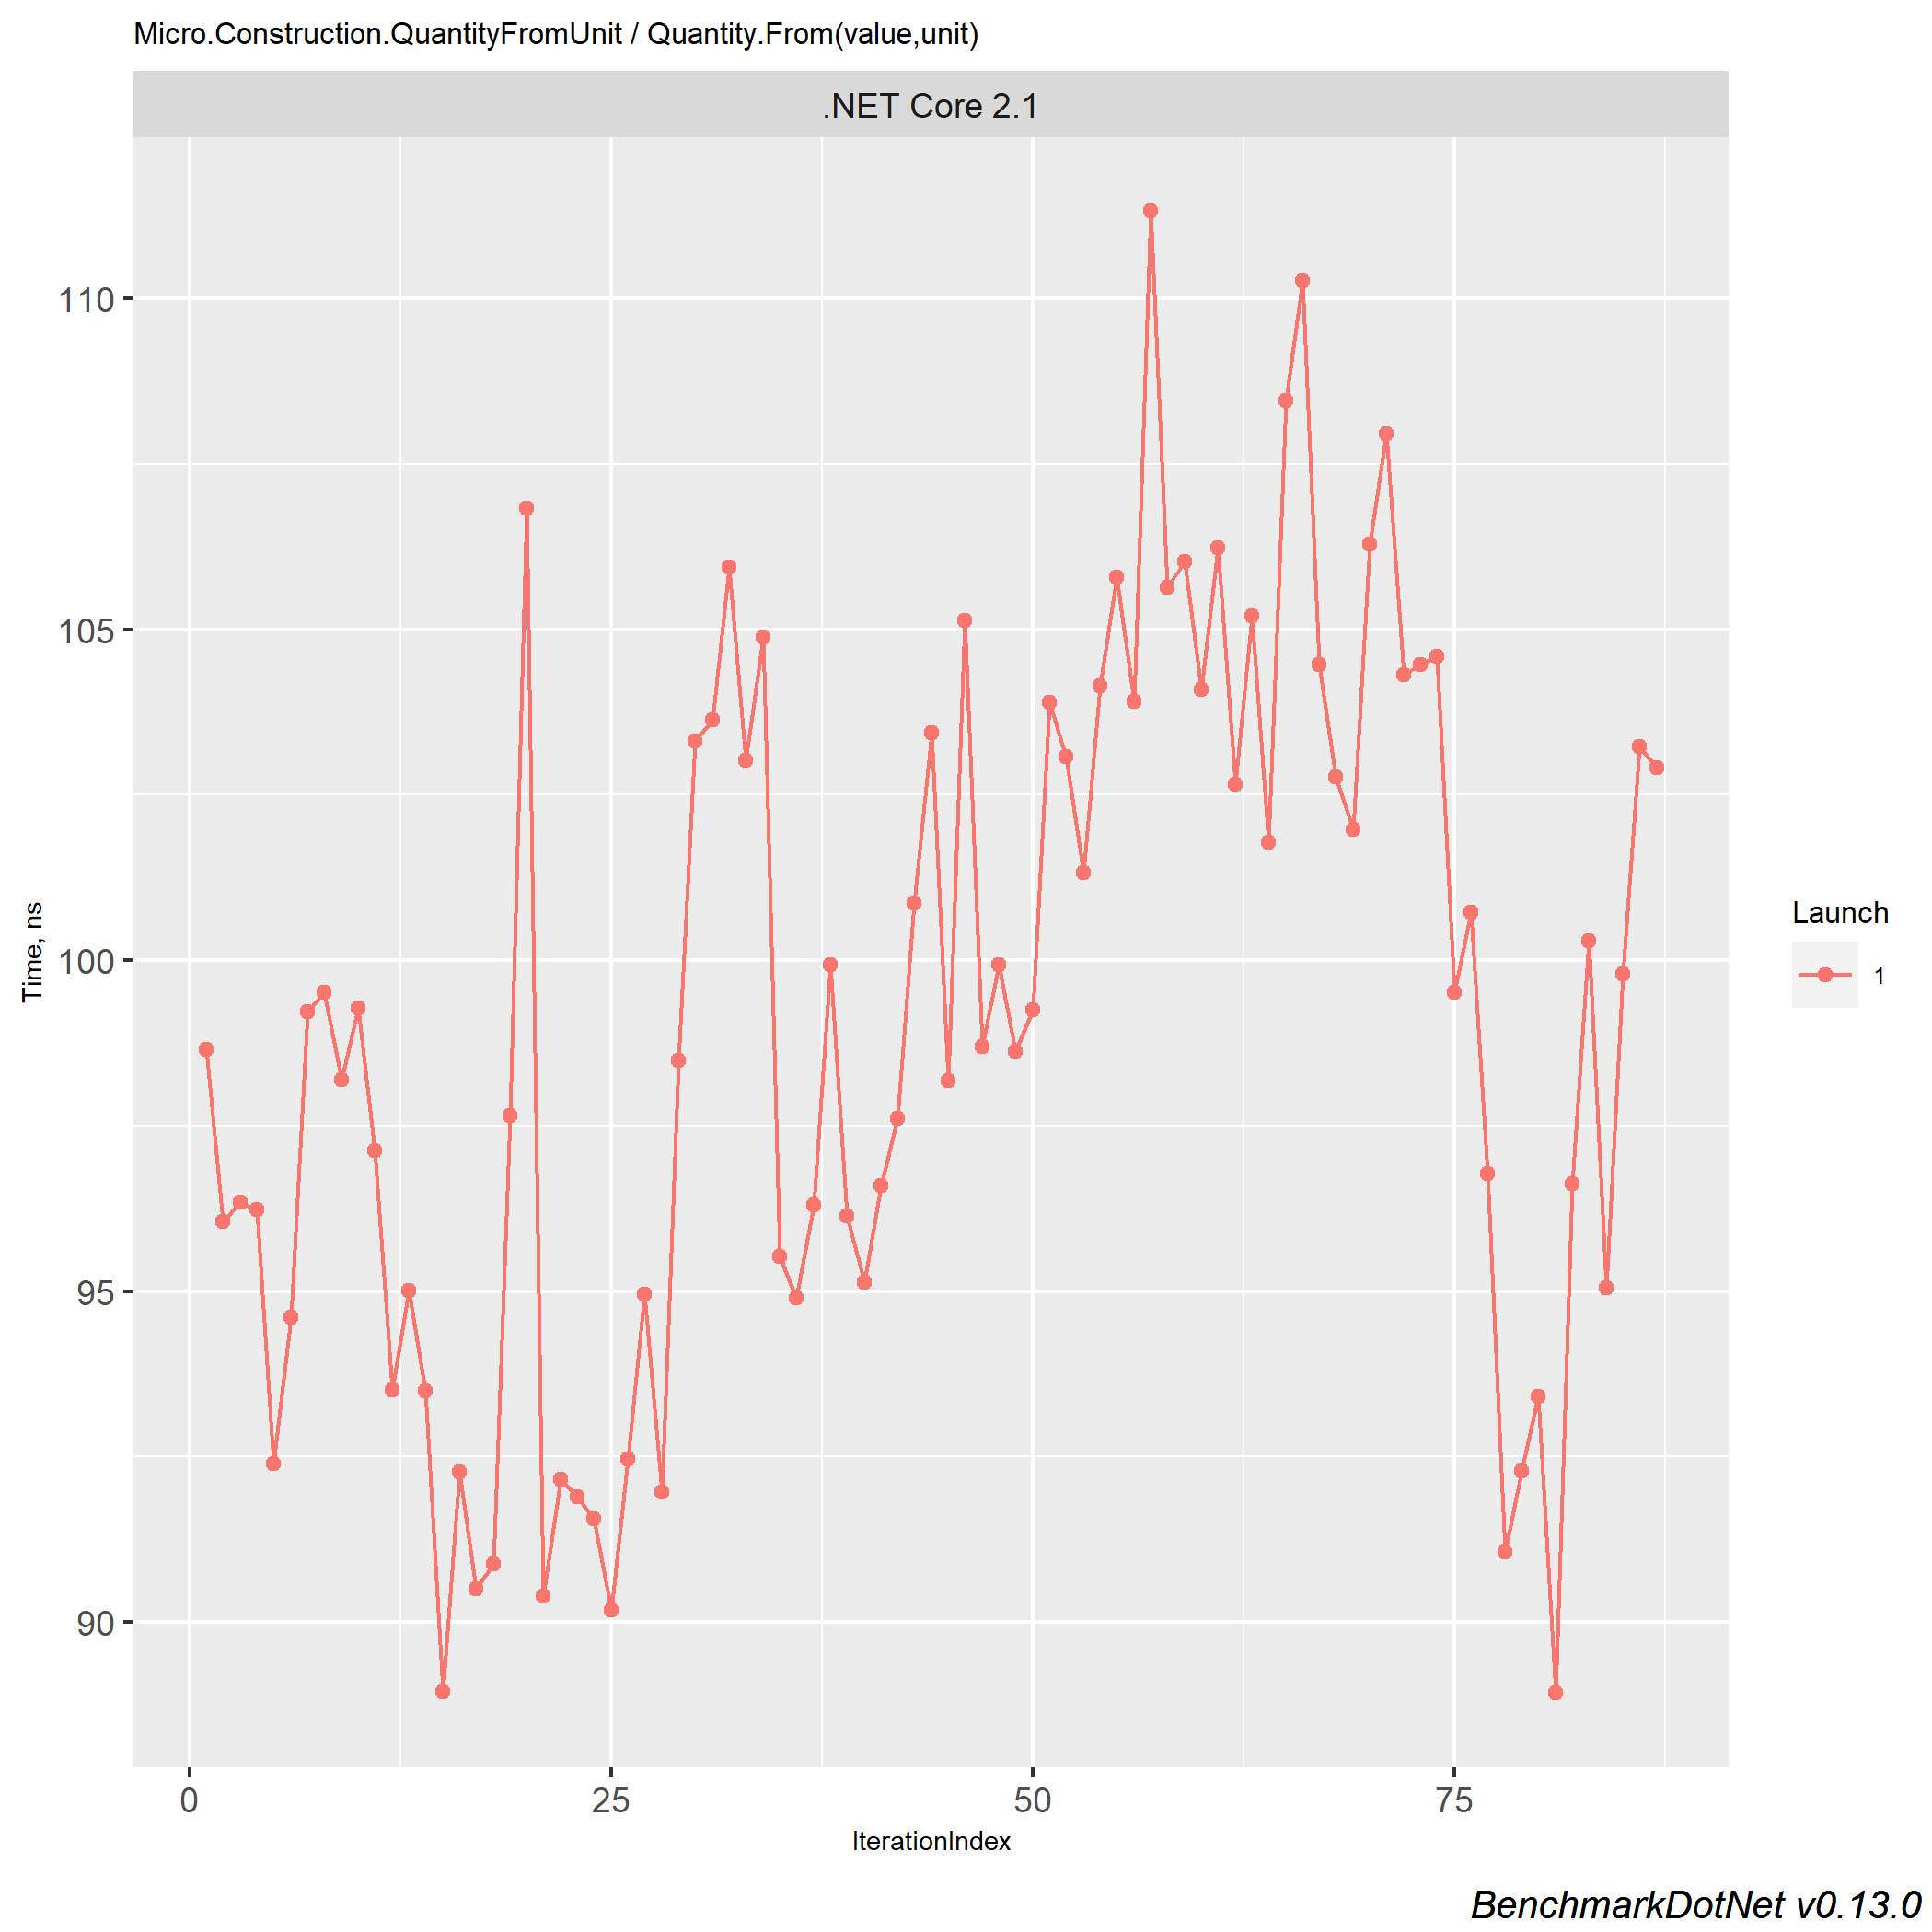 Micro.Construction.QuantityFromUnit / Quantity.From(value,unit)
.NET Core 2.1
110
105
100
95
90
Time, ns
0 25 50 75
IterationIndex
Launch
1
BenchmarkDotNet v0.13.0